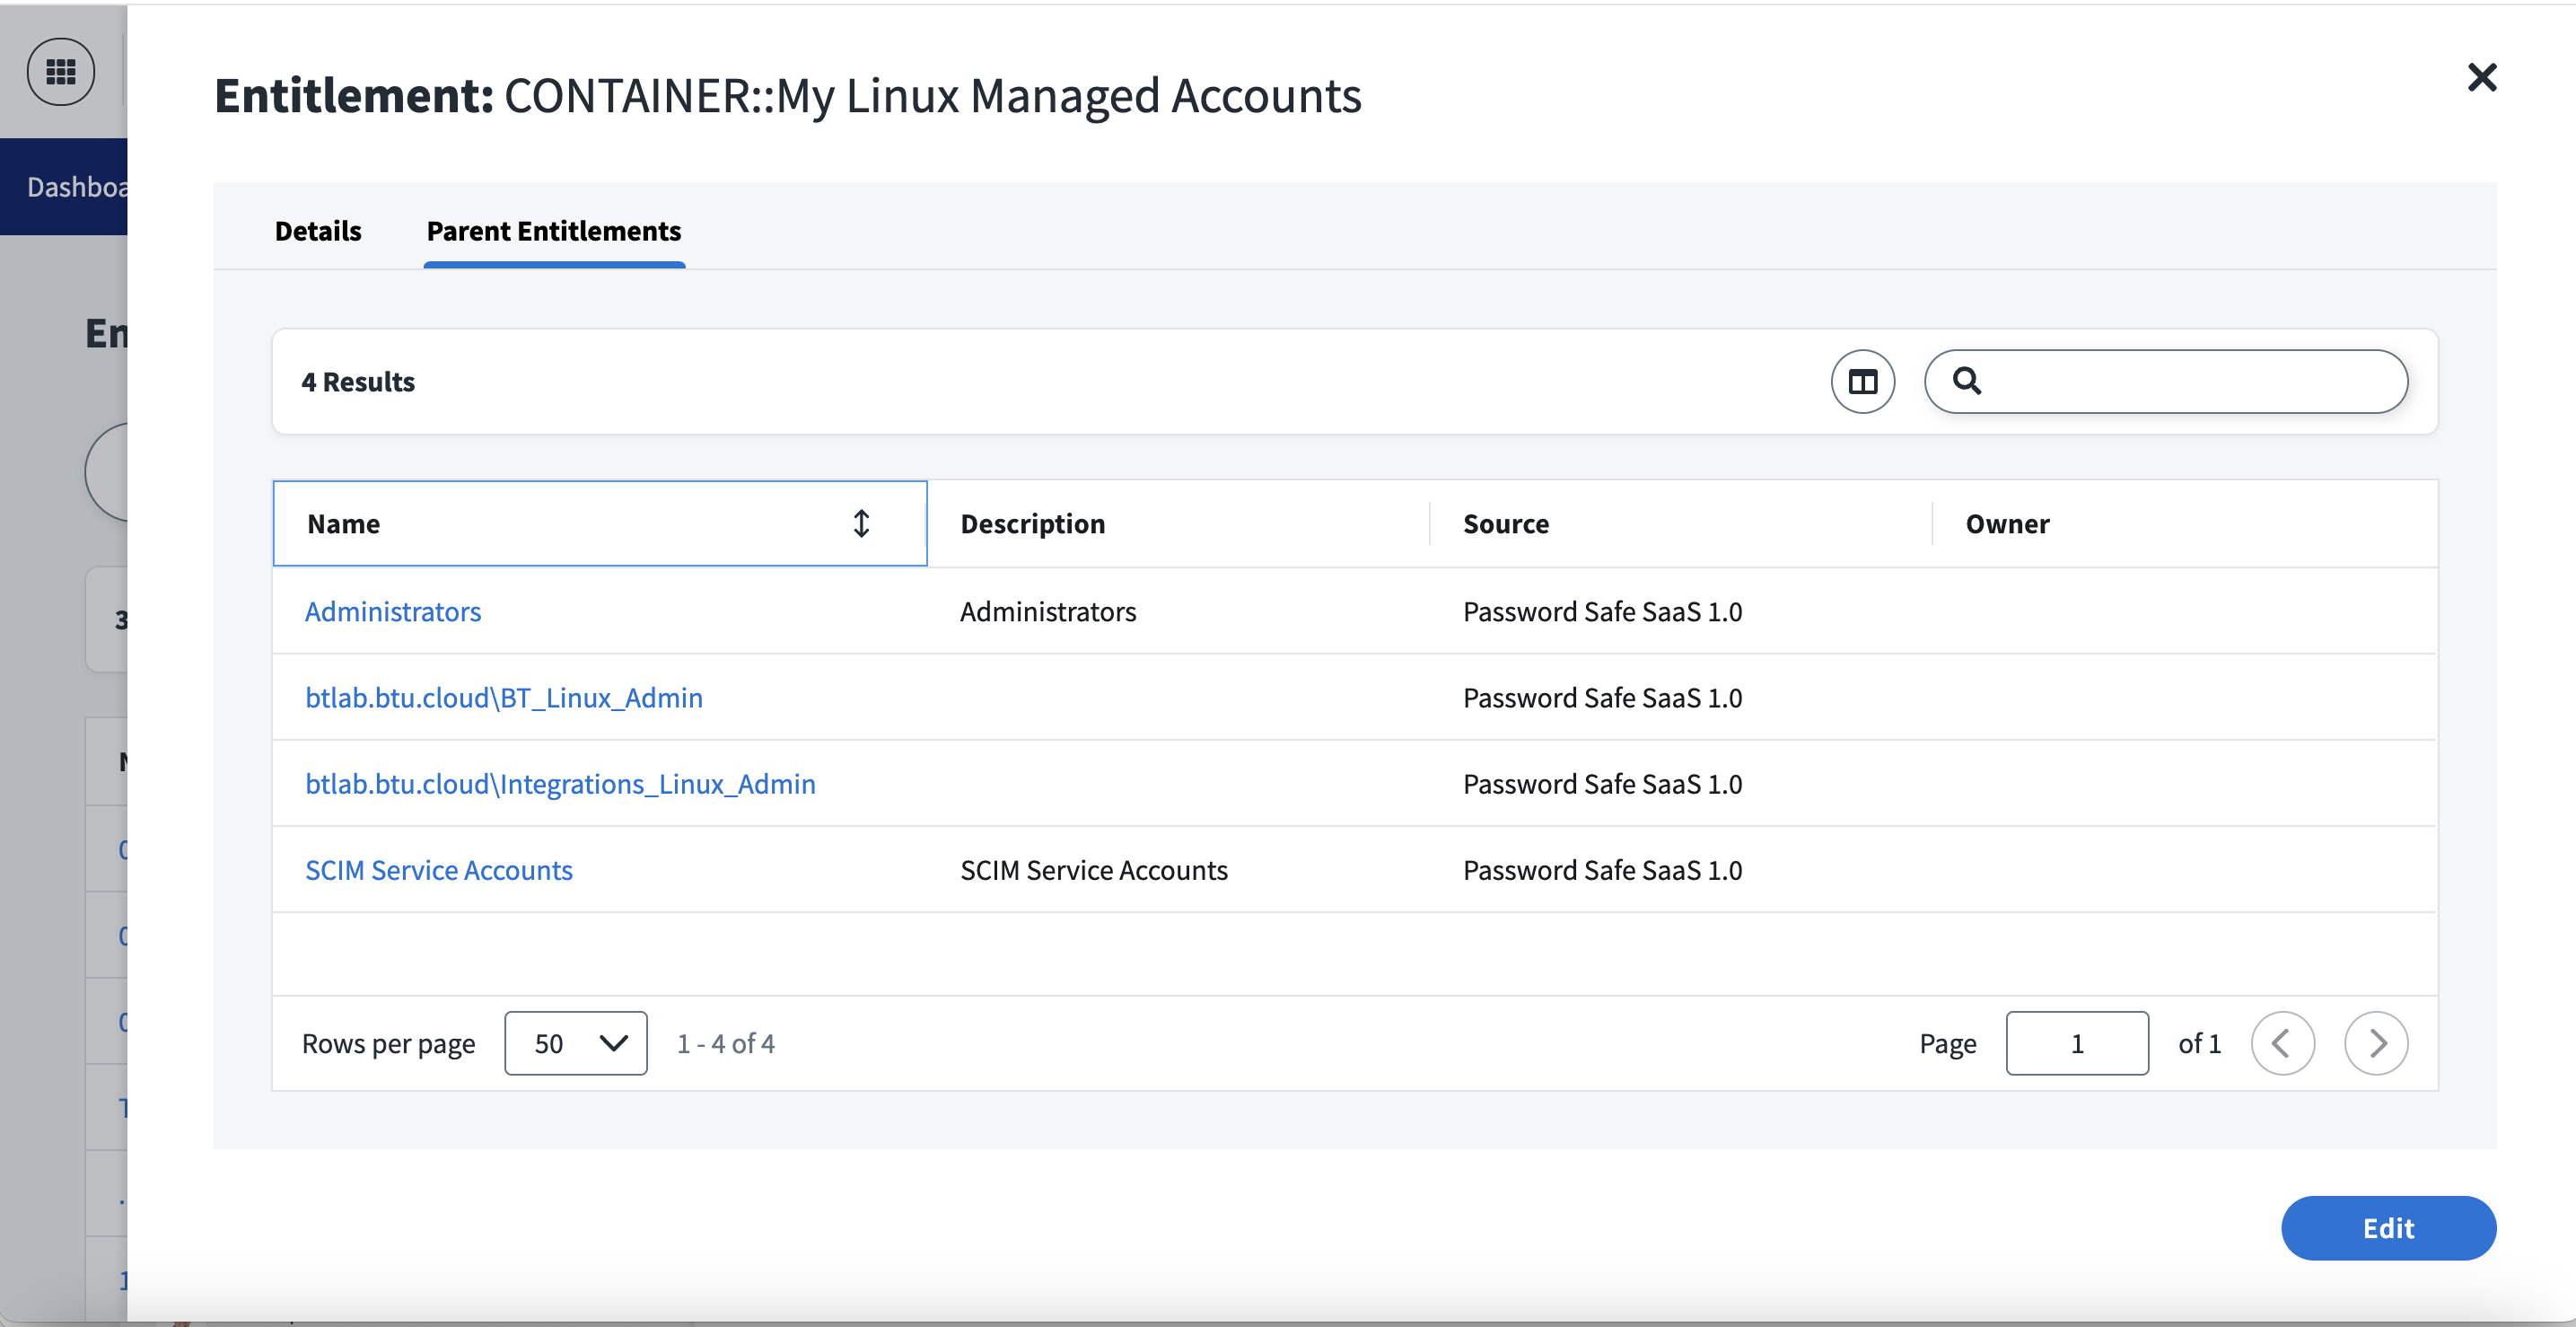 Entitlement: CONTAINER::My Linux Managed Accounts
Dashboa
Details Parent Entitlements
En
4 Results
3
Name Description Source Owner
Administrators Administrators Password Safe SaaS 1.0
btlab.btu.cloud\BT_Linux_Admin Password Safe SaaS 1.0
btlab.btu.cloud\Integrations_Linux_Admin Password Safe SaaS 1.0
SCIM Service Accounts SCIM Service Accounts Password Safe SaaS 1.0
Rows per page 50 1 - 4 of 4 Page 1 of 1
Edit